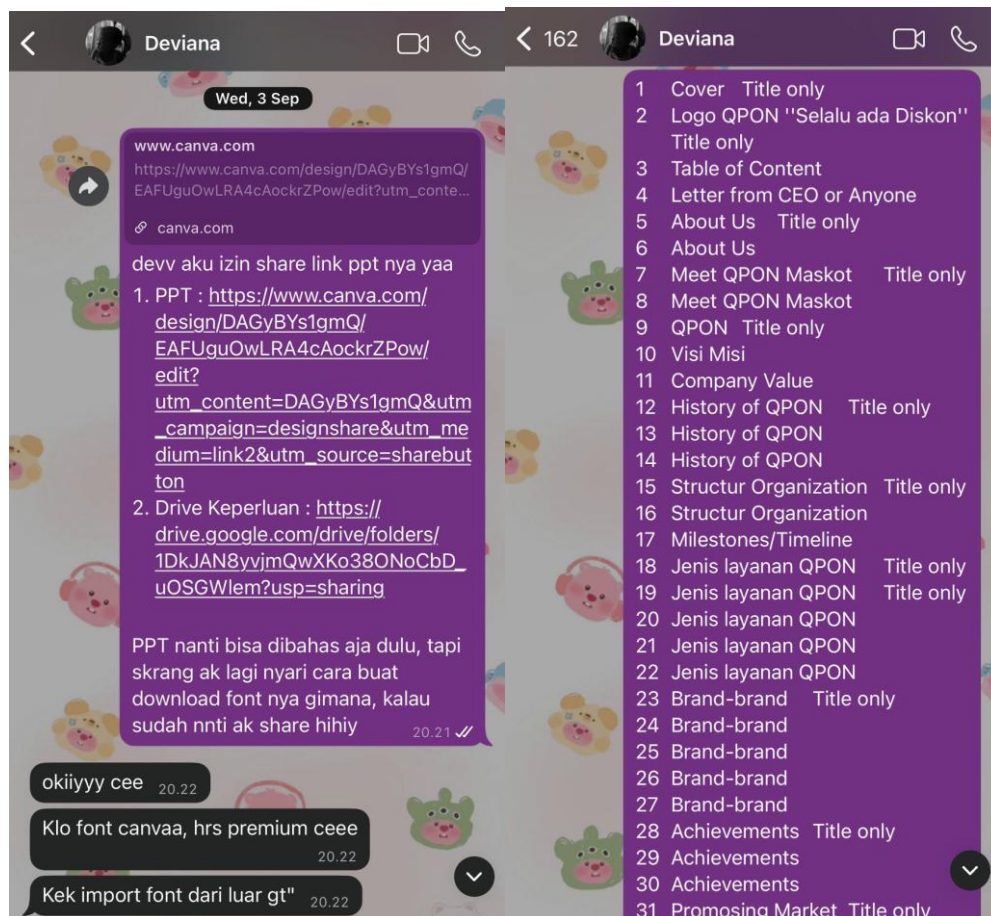 Deviana
Wed, 3 Sep
www.canva.com
https://www.canva.com/design/DAGyBYs1gmQ/
EAFUguOwLRA4cAockrZPow/edit?utm_conte...
canva.com
devv aku izin share link ppt nya yaa
1. PPT : https://www.canva.com/
design/DAGyBYs1gmQ/
EAFUguOwLRA4cAockrZPow/
edit?
utm_content=DAGyBYs1gmQ&utm
_campaign=designshare&utm_me
dium=link2&utm_source=sharebut
ton
2. Drive Keperluan : https://
drive.google.com/drive/folders/
1DkJAN8yvjmQwXKo38ONoCbD_
uOSGWlem?usp=sharing
PPT nanti bisa dibahas aja dulu, tapi
skrang ak lagi nyari cara buat
download font nya gimana, kalau
sudah nnti ak share hihiy
20.21
okiiyyy cee 20.22
Klo font canvaa, hrs premium ceee
20.22
Kek import font dari luar gt" 20.22
162 Deviana
1 Cover Title only
2 Logo QPON ''Selalu ada Diskon''
Title only
3 Table of Content
4 Letter from CEO or Anyone
5 About Us Title only
6 About Us
7 Meet QPON Maskot Title only
8 Meet QPON Maskot
9 QPON Title only
10 Visi Misi
11 Company Value
12 History of QPON Title only
13 History of QPON
14 History of QPON
15 Structur Organization Title only
16 Structur Organization
17 Milestones/Timeline
18 Jenis layanan QPON Title only
19 Jenis layanan QPON Title only
20 Jenis layanan QPON
21 Jenis layanan QPON
22 Jenis layanan QPON
23 Brand-brand Title only
24 Brand-brand
25 Brand-brand
26 Brand-brand
27 Brand-brand
28 Achievements Title only
29 Achievements
30 Achievements
31 Promosing Market Title only